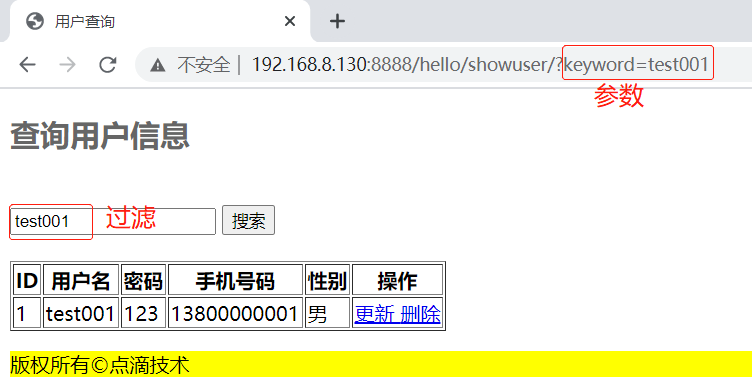 用户查询
不安全 | 192.168.8.130:8888/hello/showuser/?keyword=test001
参数
查询用户信息
test001 过滤 搜索
ID 用户名 密码 手机号码 性别 操作
1 test001 123 13800000001 男 更新 删除
版权所有©点滴技术